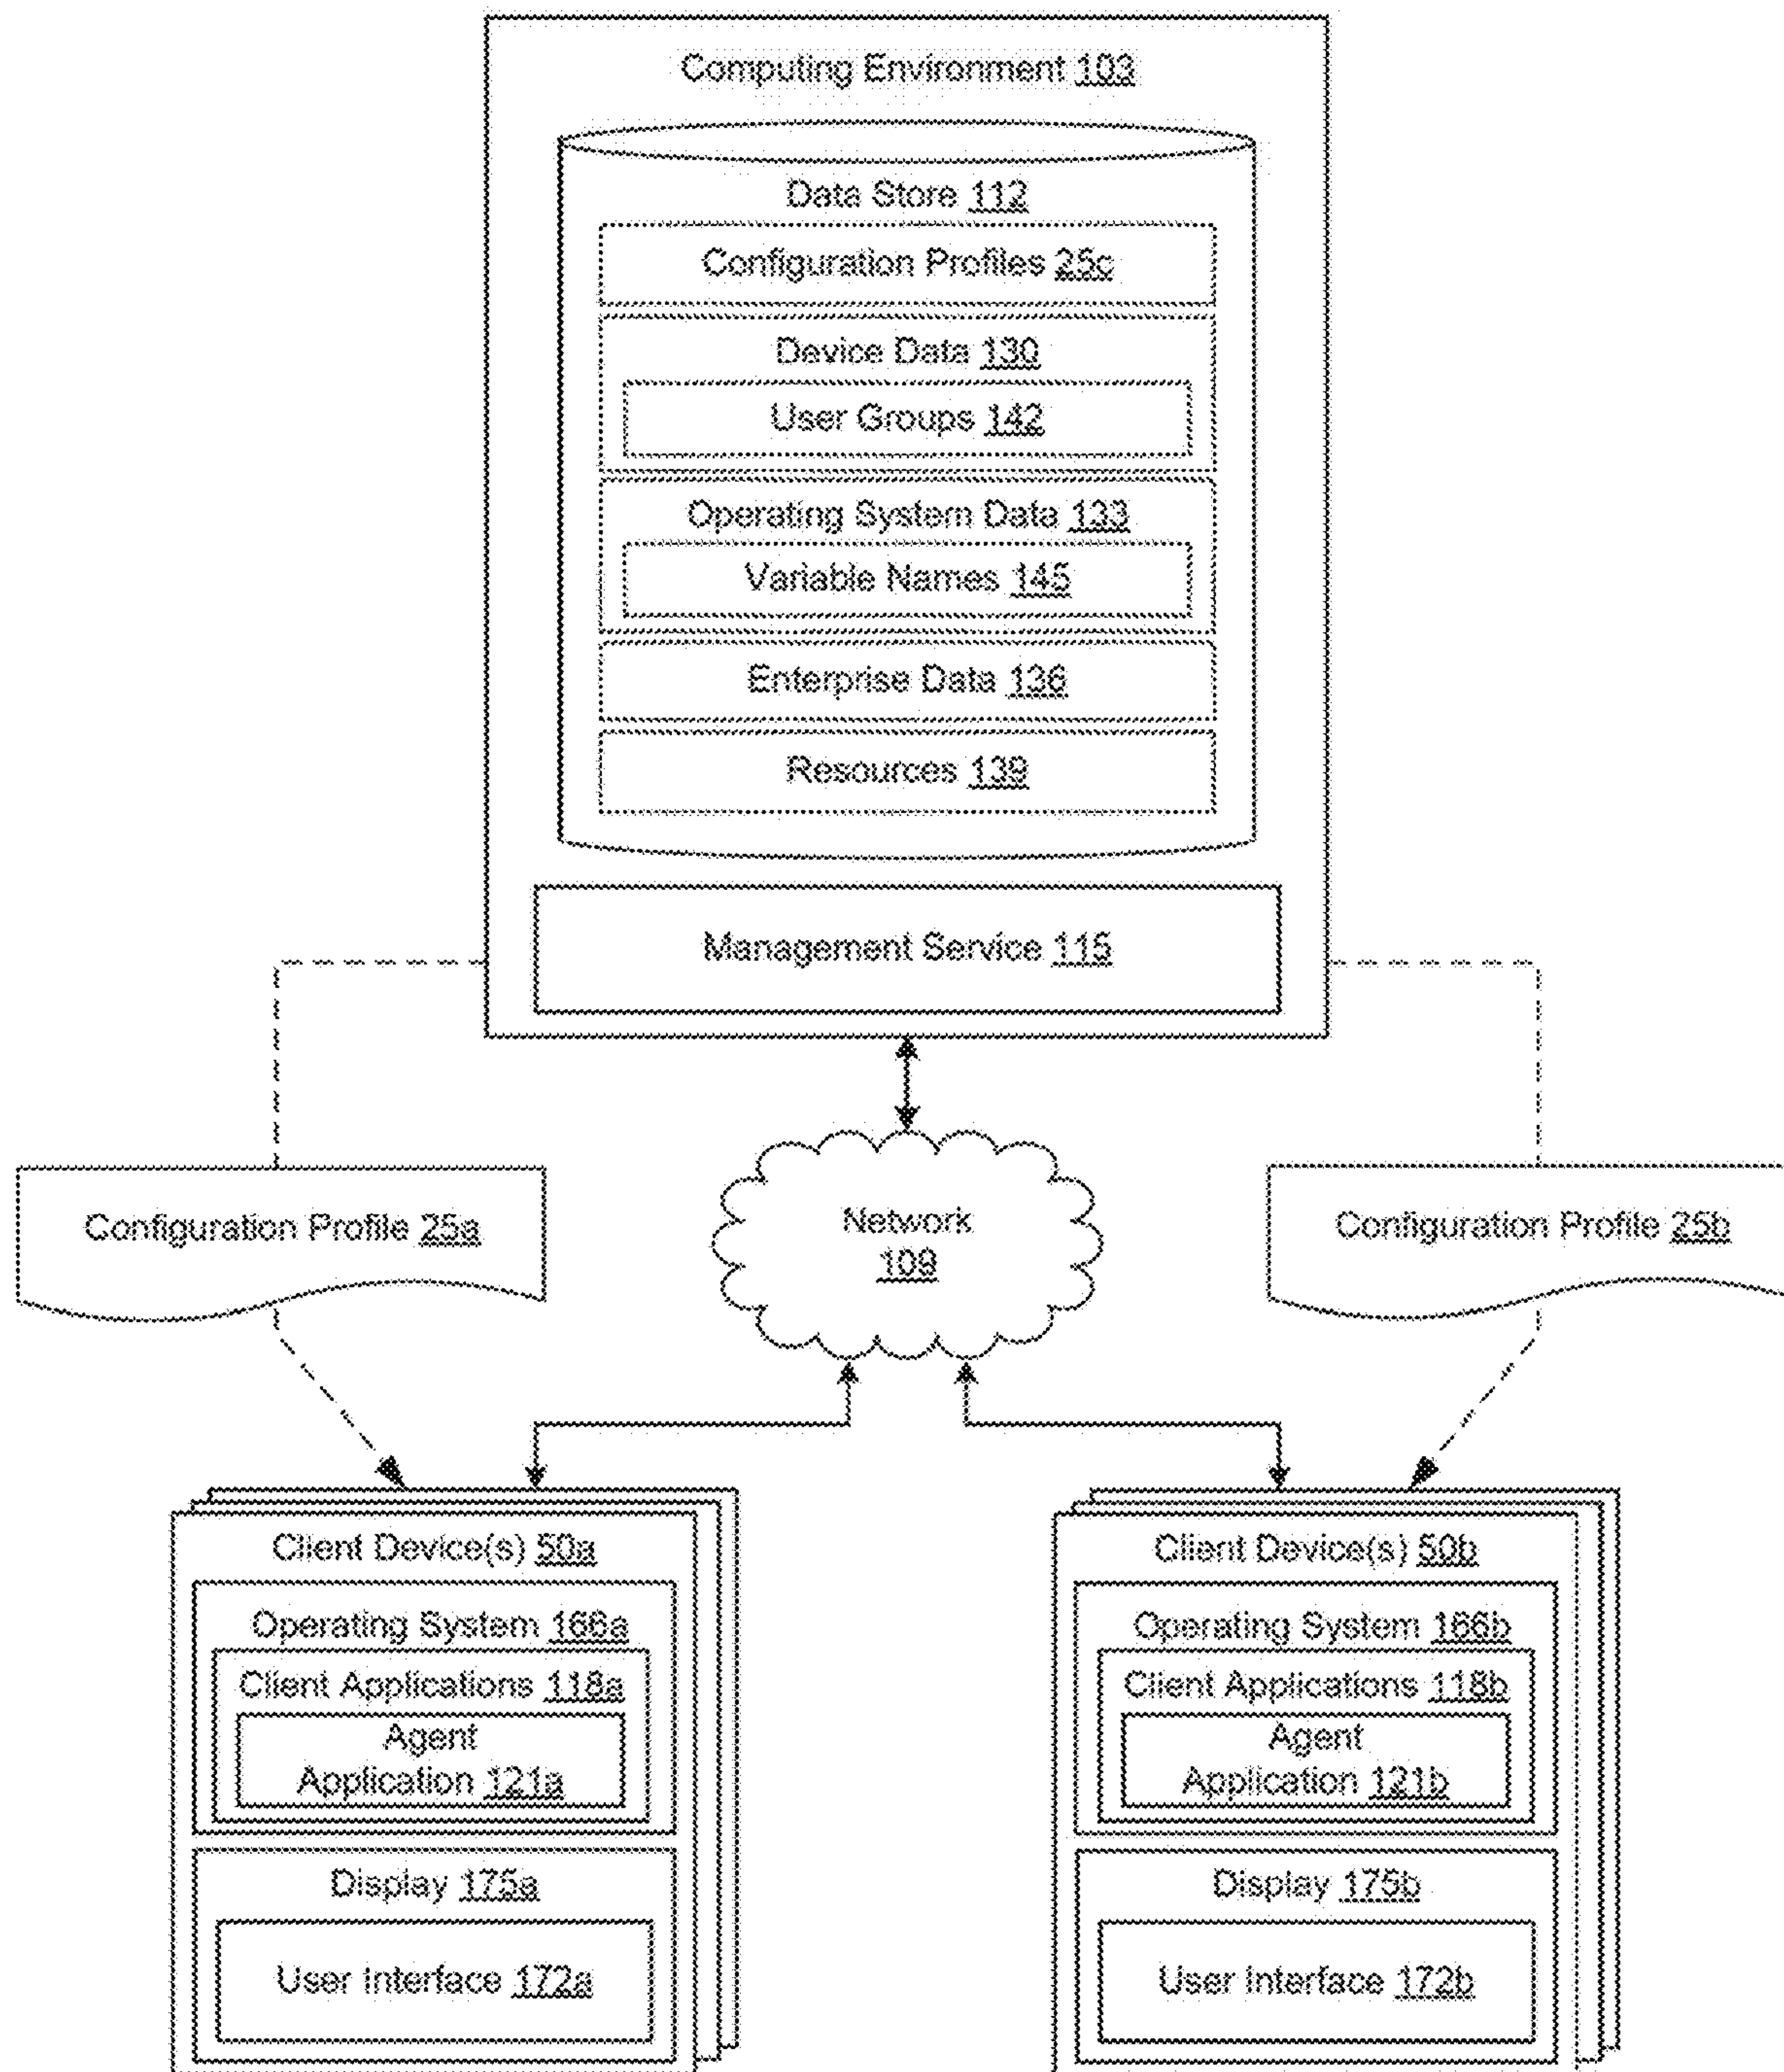 Computing Environment 103
Data Store 112
Configuration Profiles 25c
Device Data 130
User Groups 142
Operating System Data 133
Variable Names 145
Enterprise Data 136
Resources 139
Management Service 115
Configuration Profile 25a
Network
109
Configuration Profile 25b
Client Device(s) 50a
Operating System 166a
Client Applications 118a
Agent
Application 121a
Display 175a
User Interface 172a
Client Device(s) 50b
Operating System 166b
Client Applications 118b
Agent
Application 121b
Display 175b
User Interface 172b